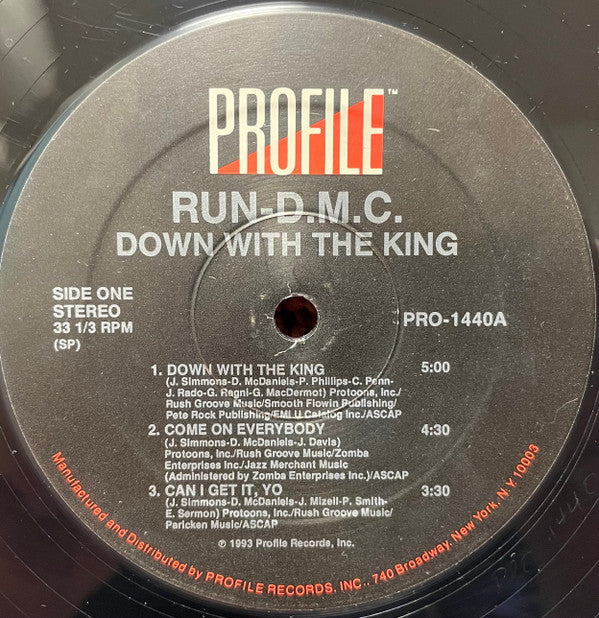 PROFILE™
RUN-D.M.C.
DOWN WITH THE KING
SIDE ONE
STEREO
33 1/3 RPM
(SP)
PRO-1440A
1. DOWN WITH THE KING 5:00
(J. Simmons-D. McDaniels-P. Phillips-C. Penn-
J. Rado-G. Ragni-G. MacDermot) Protoons, Inc./
Rush Groove Music/Smooth Flowin Publishing/
Pete Rock Publishing/EMI U Catalog Inc./ASCAP
2. COME ON EVERYBODY 4:30
(J. Simmons-D. McDaniels-J. Davis)
Protoons, Inc./Rush Groove Music/Zomba
Enterprises Inc./Jazz Merchant Music
(Administered by Zomba Enterprises Inc.)/ASCAP
3. CAN I GET IT, YO 3:30
(J. Simmons-D. McDaniels-J. Mizell-P. Smith-
E. Sermon) Protoons, Inc./Rush Groove Music/
Paricken Music/ASCAP
℗ 1993 Profile Records, Inc.
Manufactured and Distributed by PROFILE RECORDS, INC., 740 Broadway, New York, N.Y. 10003